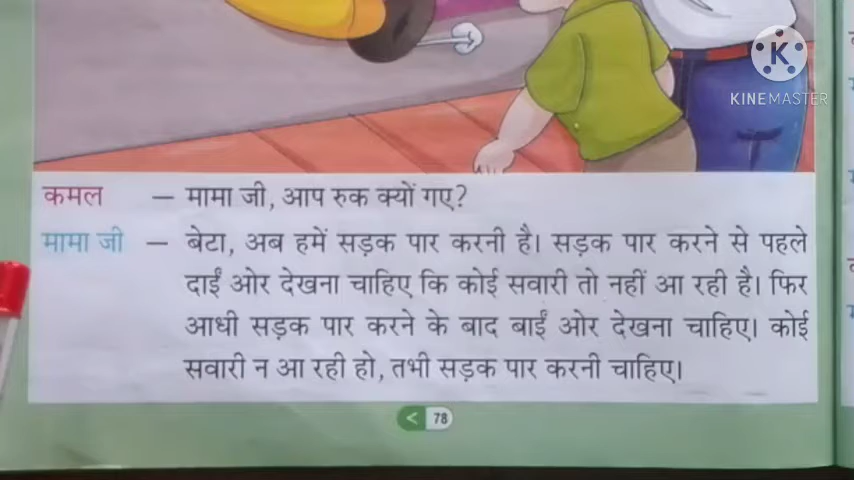 K
KINEMASTER
कमल — मामा जी, आप रुक क्यों गए?
मामा जी — बेटा, अब हमें सड़क पार करनी है। सड़क पार करने से पहले
दाईं ओर देखना चाहिए कि कोई सवारी तो नहीं आ रही है। फिर
आधी सड़क पार करने के बाद बाईं ओर देखना चाहिए। कोई
सवारी न आ रही हो, तभी सड़क पार करनी चाहिए।
< 78